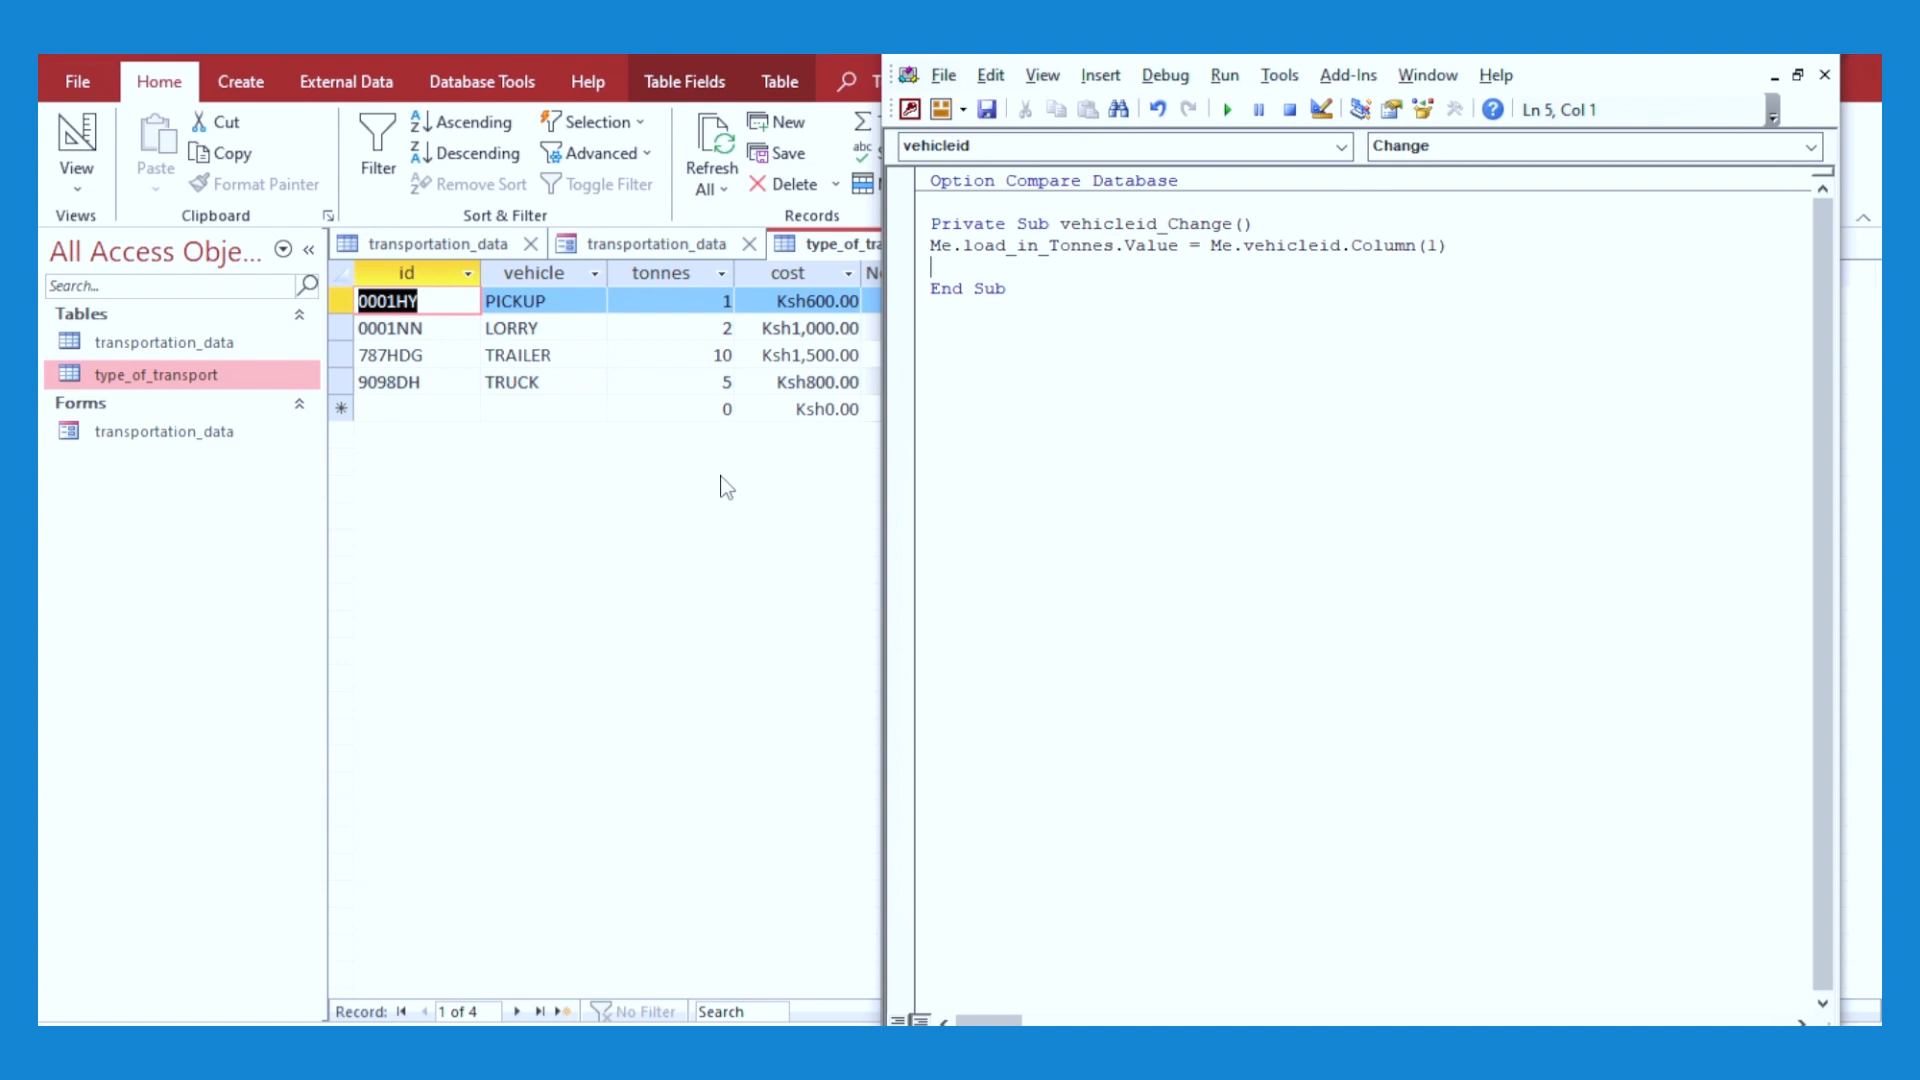 File Home Create External Data Database Tools Help Table Fields Table
View
Views
Paste
Cut
Copy
Format Painter
Clipboard
Filter
Ascending
Descending
Remove Sort
Selection
Advanced
Toggle Filter
Sort & Filter
Refresh
All
New
Save
Delete
Records
All Access Obje...
Search...
Tables
transportation_data
type_of_transport
Forms
transportation_data
transportation_data transportation_data type_of_tra
id vehicle tonnes cost
0001HY PICKUP 1 Ksh600.00
0001NN LORRY 2 Ksh1,000.00
787HDG TRAILER 10 Ksh1,500.00
9098DH TRUCK 5 Ksh800.00
0 Ksh0.00
Record: 1 of 4 No Filter Search
File Edit View Insert Debug Run Tools Add-Ins Window Help
Ln 5, Col 1
vehicleid Change
Option Compare Database
Private Sub vehicleid_Change()
Me.load_in_Tonnes.Value = Me.vehicleid.Column(1)
End Sub